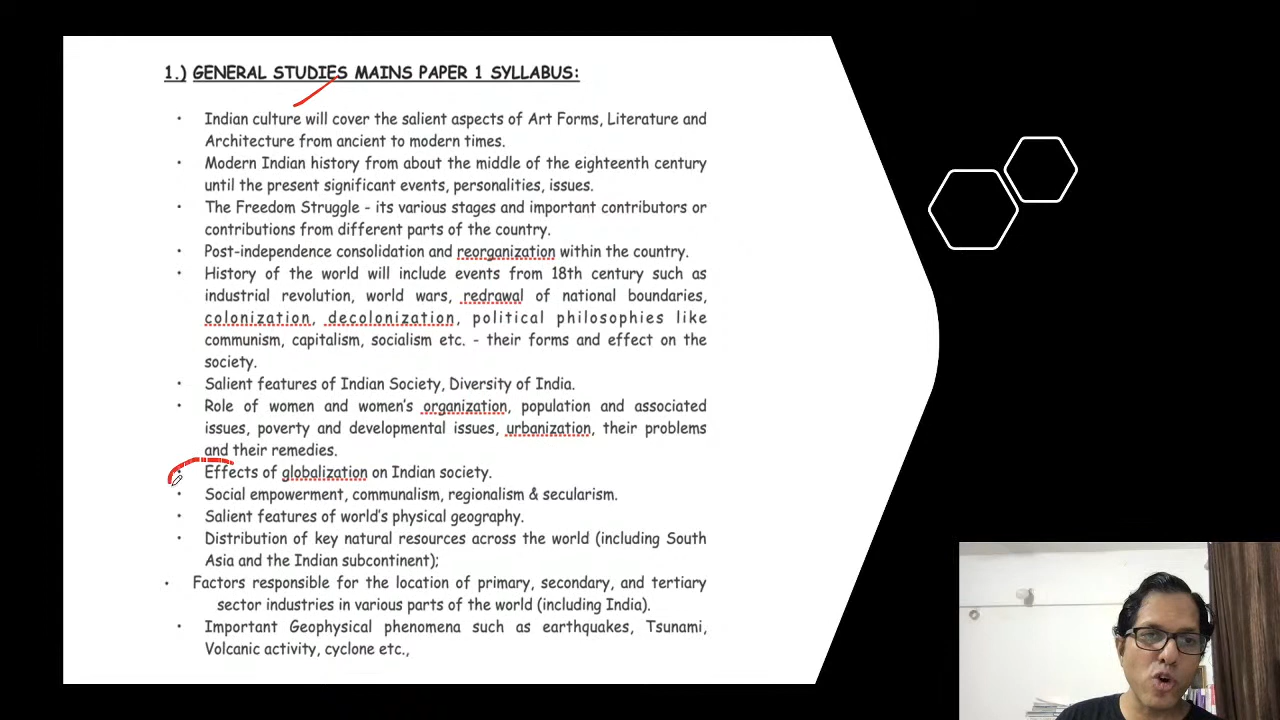 1.) GENERAL STUDIES MAINS PAPER 1 SYLLABUS:
• Indian culture will cover the salient aspects of Art Forms, Literature and
Architecture from ancient to modern times.
• Modern Indian history from about the middle of the eighteenth century
until the present significant events, personalities, issues.
• The Freedom Struggle - its various stages and important contributors or
contributions from different parts of the country.
• Post-independence consolidation and reorganization within the country.
• History of the world will include events from 18th century such as
industrial revolution, world wars, redrawal of national boundaries,
colonization, decolonization, political philosophies like
communism, capitalism, socialism etc. - their forms and effect on the
society.
• Salient features of Indian Society, Diversity of India.
• Role of women and women's organization, population and associated
issues, poverty and developmental issues, urbanization, their problems
and their remedies.
• Effects of globalization on Indian society.
• Social empowerment, communalism, regionalism & secularism.
• Salient features of world's physical geography.
• Distribution of key natural resources across the world (including South
Asia and the Indian subcontinent);
• Factors responsible for the location of primary, secondary, and tertiary
sector industries in various parts of the world (including India).
• Important Geophysical phenomena such as earthquakes, Tsunami,
Volcanic activity, cyclone etc.,